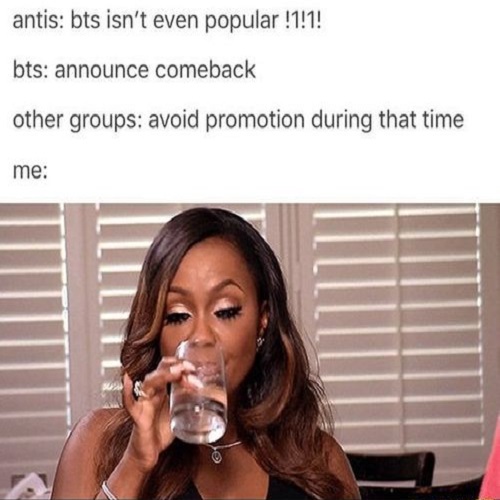 antis: bts isn't even popular !1!1!
bts: announce comeback
other groups: avoid promotion during that time
me: